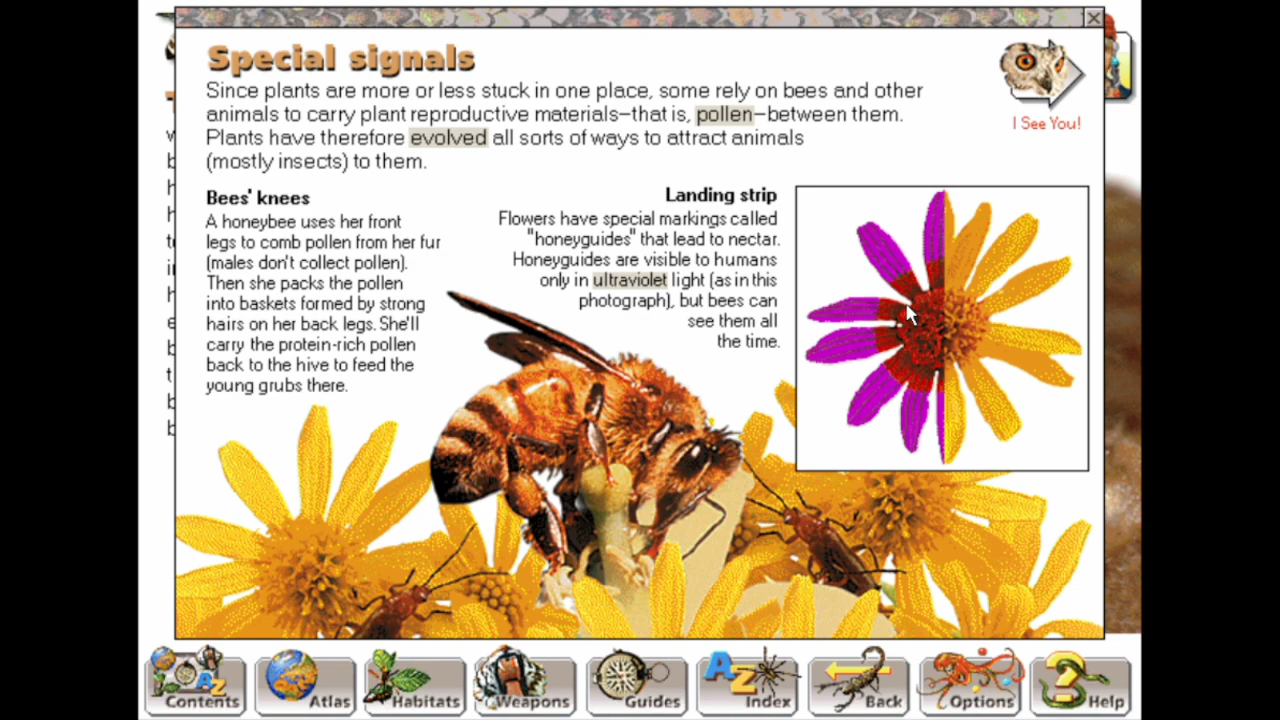 Special signals
Since plants are more or less stuck in one place, some rely on bees and other
animals to carry plant reproductive materials–that is, pollen–between them.
Plants have therefore evolved all sorts of ways to attract animals
(mostly insects) to them.
I See You!
Bees' knees
A honeybee uses her front
legs to comb pollen from her fur
(males don't collect pollen).
Then she packs the pollen
into baskets formed by strong
hairs on her back legs. She'll
carry the protein-rich pollen
back to the hive to feed the
young grubs there.
Landing strip
Flowers have special markings called
"honeyguides" that lead to nectar.
Honeyguides are visible to humans
only in ultraviolet light (as in this
photograph), but bees can
see them all
the time.
Contents
Atlas
Habitats
Weapons
Guides
AZ
Index
Back
Options
?
Help